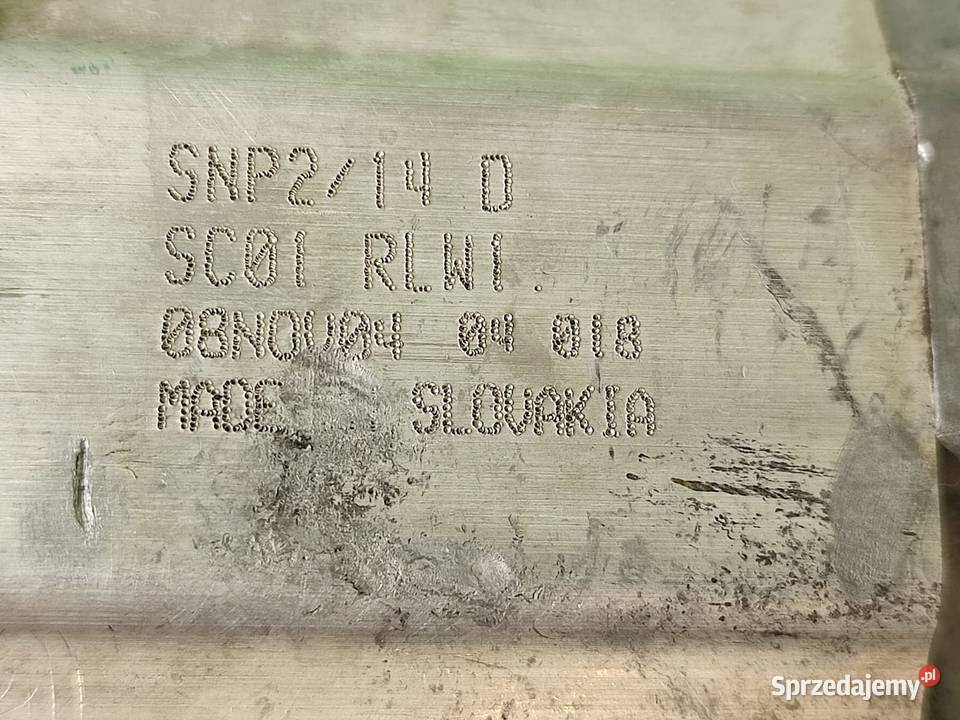 SNP2/14 D
SC01 RLW1.
08NOV04 04 018
MADE SLOVAKIA
Sprzedajemy.pl